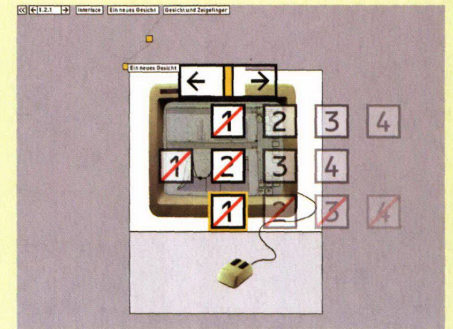 << ← 1.2.1 → Interface Ein neues Gesicht Gesicht und Zeigefinger
Ein neues Gesicht
← →
1 2 3 4
1 2 3 4
1 2 3 4